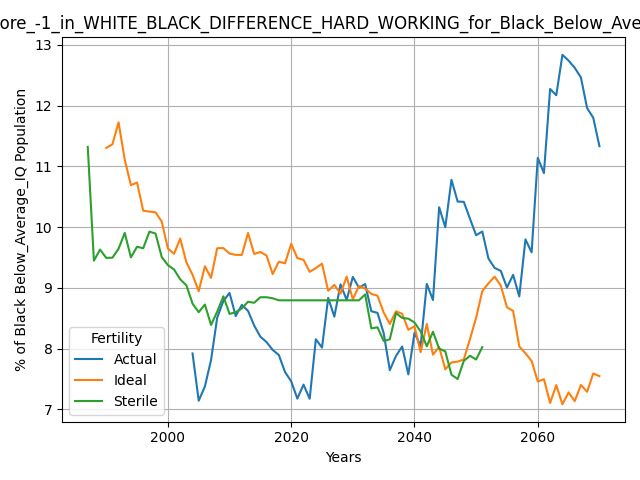 ore_-1_in_WHITE_BLACK_DIFFERENCE_HARD_WORKING_for_Black_Below_Ave
% of Black Below_Average_IQ Population
13
12
11
10
9
8
7
Fertility
Actual
Ideal
Sterile
2000
2020
2040
2060
Years